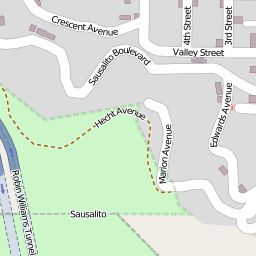 Crescent Avenue
4th Street
3rd Street
Valley Street
Sausalito Boulevard
Hecht Avenue
Edwards Avenue
Marion Avenue
Robin Williams Tunnel
Sausalito